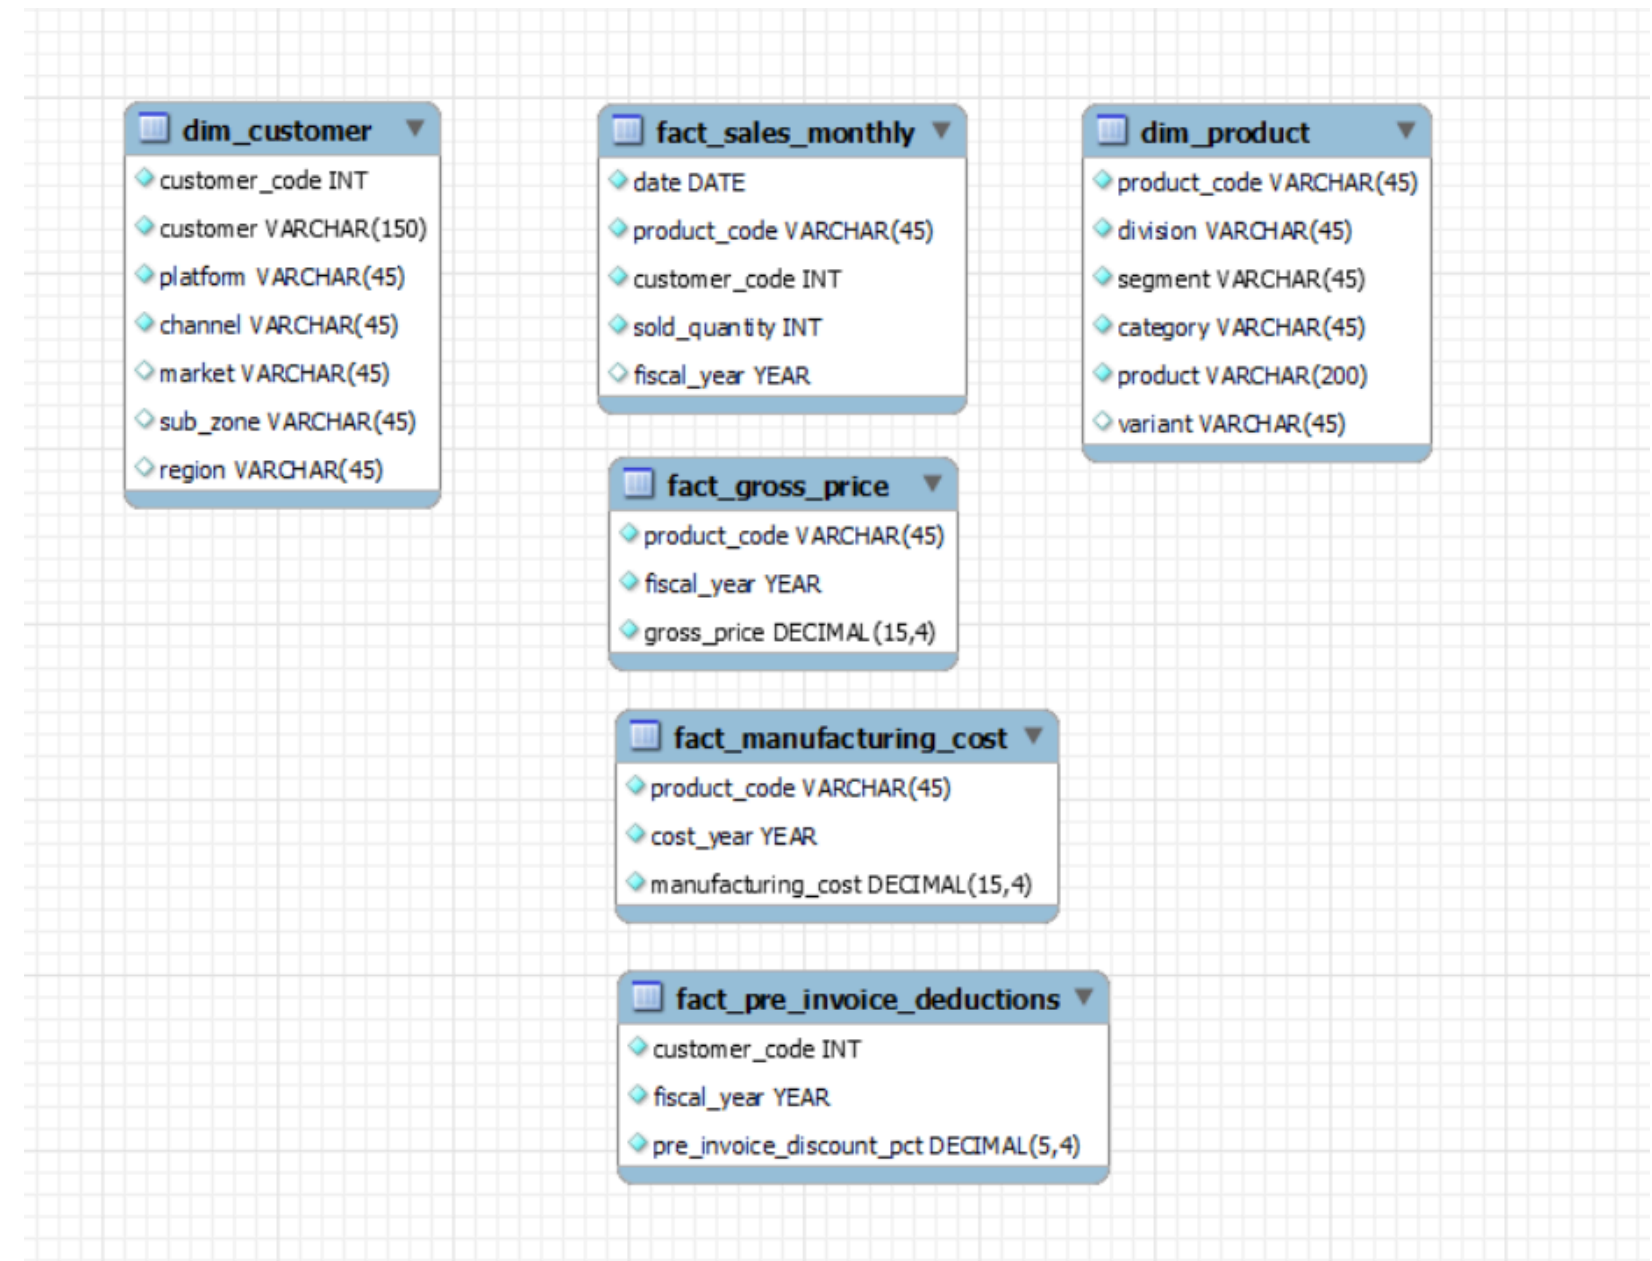 dim_customer
customer_code INT
customer VARCHAR(150)
platform VARCHAR(45)
channel VARCHAR(45)
market VARCHAR(45)
sub_zone VARCHAR(45)
region VARCHAR(45)
fact_sales_monthly
date DATE
product_code VARCHAR(45)
customer_code INT
sold_quantity INT
fiscal_year YEAR
dim_product
product_code VARCHAR(45)
division VARCHAR(45)
segment VARCHAR(45)
category VARCHAR(45)
product VARCHAR(200)
variant VARCHAR(45)
fact_gross_price
product_code VARCHAR(45)
fiscal_year YEAR
gross_price DECIMAL(15,4)
fact_manufacturing_cost
product_code VARCHAR(45)
cost_year YEAR
manufacturing_cost DECIMAL(15,4)
fact_pre_invoice_deductions
customer_code INT
fiscal_year YEAR
pre_invoice_discount_pct DECIMAL(5,4)